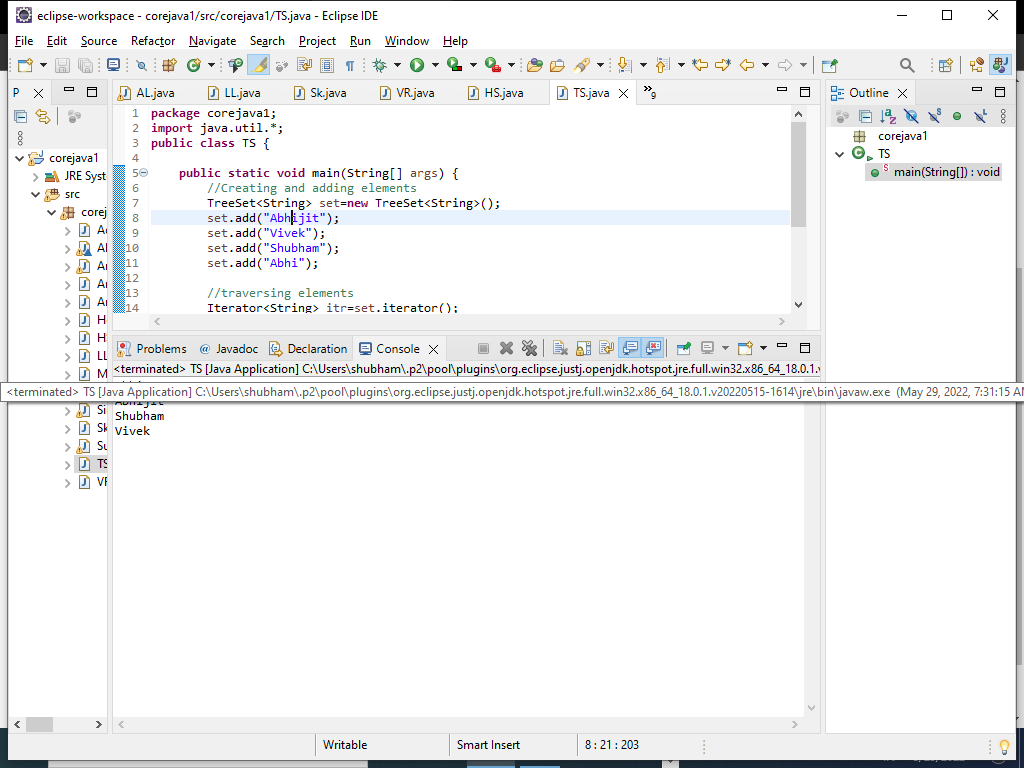 eclipse-workspace - corejava1/src/corejava1/TS.java - Eclipse IDE
File Edit Source Refactor Navigate Search Project Run Window Help
P
AL.java LL.java Sk.java VR.java HS.java TS.java »9
Outline
corejava1
TS
main(String[]) : void
corejava1
JRE Syst
src
corej
LL
M
Sk
Su
TS
VR
1 package corejava1;
2 import java.util.*;
3 public class TS {
4
5 public static void main(String[] args) {
6 //Creating and adding elements
7 TreeSet<String> set=new TreeSet<String>();
8 set.add("Abhijit");
9 set.add("Vivek");
10 set.add("Shubham");
11 set.add("Abhi");
12
13 //traversing elements
14 Iterator<String> itr=set.iterator();
Problems @ Javadoc Declaration Console
<terminated> TS [Java Application] C:\Users\shubham\.p2\pool\plugins\org.eclipse.justj.openjdk.hotspot.jre.full.win32.x86_64_18.0.1.v
<terminated> TS [Java Application] C:\Users\shubham\.p2\pool\plugins\org.eclipse.justj.openjdk.hotspot.jre.full.win32.x86_64_18.0.1.v20220515-1614\jre\bin\javaw.exe (May 29, 2022, 7:31:15 AM
Abhijit
Shubham
Vivek
Writable Smart Insert 8 : 21 : 203